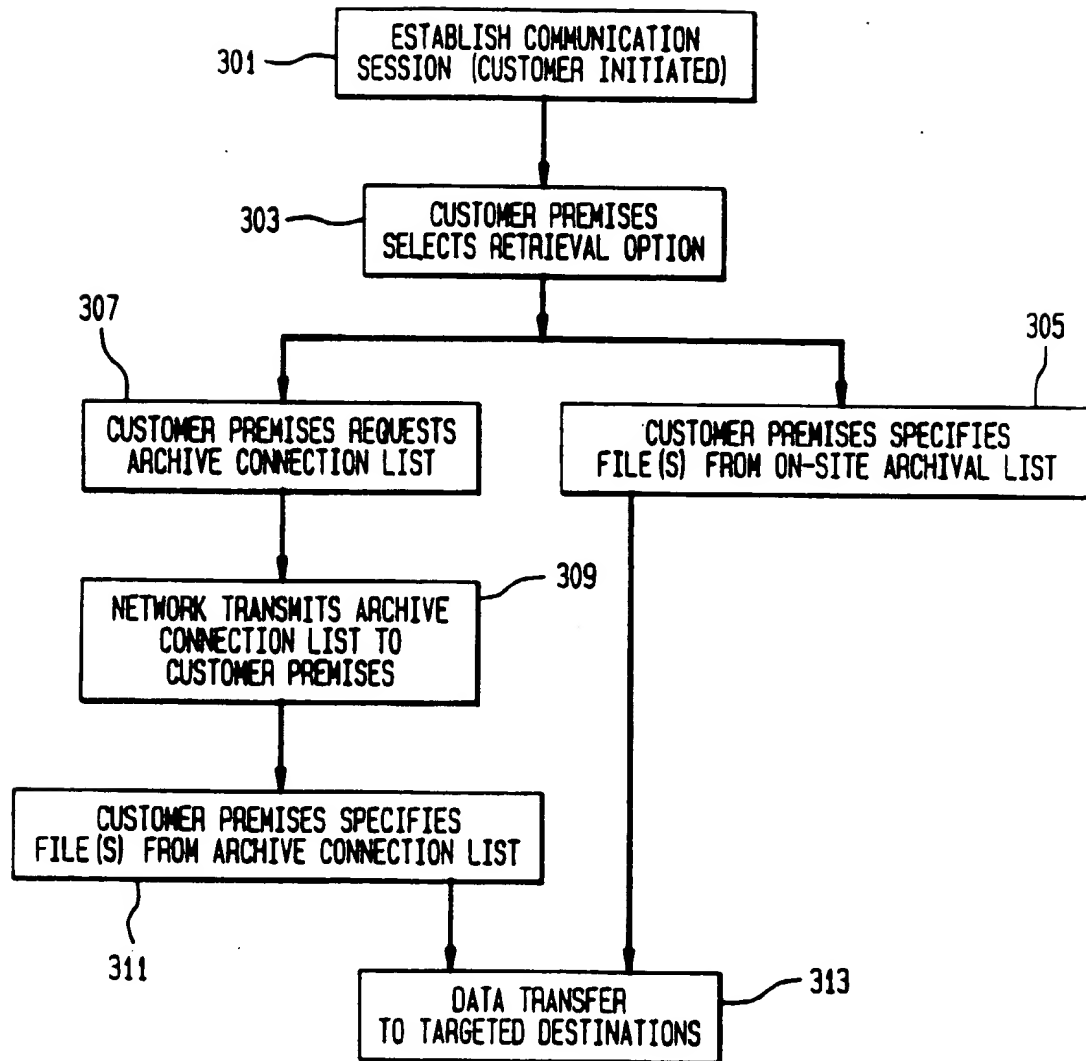 301
ESTABLISH COMMUNICATION
SESSION (CUSTOMER INITIATED)
303
CUSTOMER PREMISES
SELECTS RETRIEVAL OPTION
307
CUSTOMER PREMISES REQUESTS
ARCHIVE CONNECTION LIST
305
CUSTOMER PREMISES SPECIFIES
FILE(S) FROM ON-SITE ARCHIVAL LIST
309
NETWORK TRANSMITS ARCHIVE
CONNECTION LIST TO
CUSTOMER PREMISES
CUSTOMER PREMISES SPECIFIES
FILE(S) FROM ARCHIVE CONNECTION LIST
311
313
DATA TRANSFER
TO TARGETED DESTINATIONS